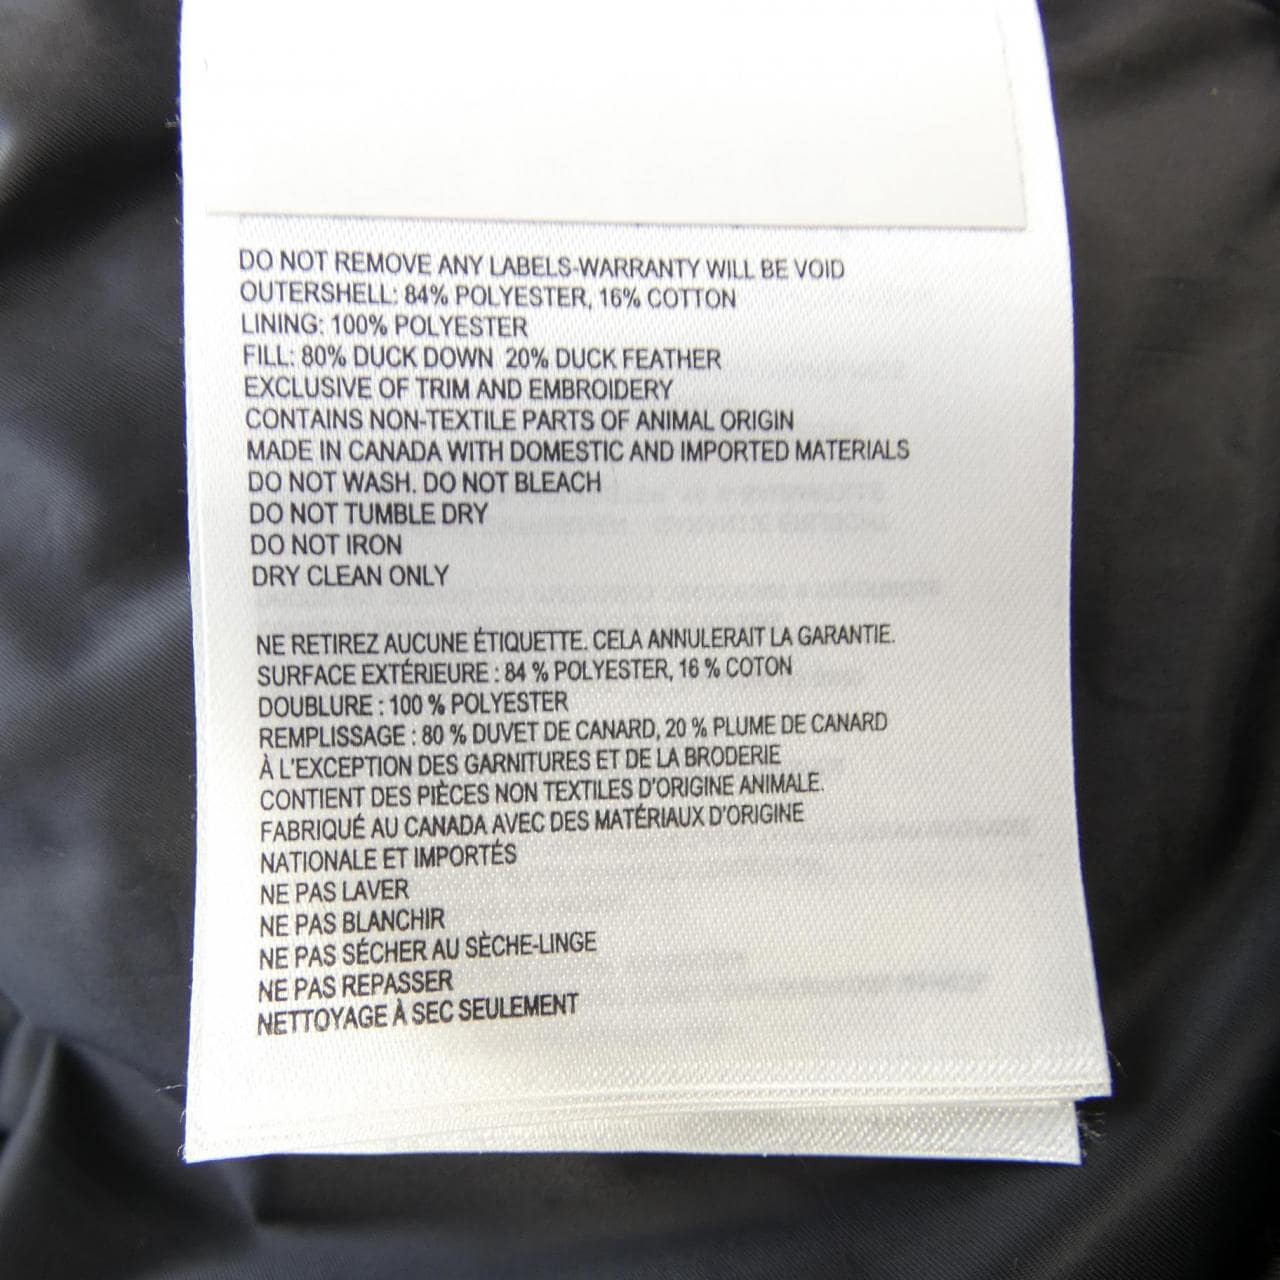 DO NOT REMOVE ANY LABELS-WARRANTY WILL BE VOID
OUTERSHELL: 84% POLYESTER, 16% COTTON
LINING: 100% POLYESTER
FILL: 80% DUCK DOWN 20% DUCK FEATHER
EXCLUSIVE OF TRIM AND EMBROIDERY
CONTAINS NON-TEXTILE PARTS OF ANIMAL ORIGIN
MADE IN CANADA WITH DOMESTIC AND IMPORTED MATERIALS
DO NOT WASH. DO NOT BLEACH
DO NOT TUMBLE DRY
DO NOT IRON
DRY CLEAN ONLY
NE RETIREZ AUCUNE ÉTIQUETTE. CELA ANNULERAIT LA GARANTIE.
SURFACE EXTÉRIEURE : 84 % POLYESTER, 16 % COTON
DOUBLURE : 100 % POLYESTER
REMPLISSAGE : 80 % DUVET DE CANARD, 20 % PLUME DE CANARD
À L'EXCEPTION DES GARNITURES ET DE LA BRODERIE
CONTIENT DES PIÈCES NON TEXTILES D'ORIGINE ANIMALE.
FABRIQUÉ AU CANADA AVEC DES MATÉRIAUX D'ORIGINE
NATIONALE ET IMPORTÉS
NE PAS LAVER
NE PAS BLANCHIR
NE PAS SÉCHER AU SÈCHE-LINGE
NE PAS REPASSER
NETTOYAGE À SEC SEULEMENT